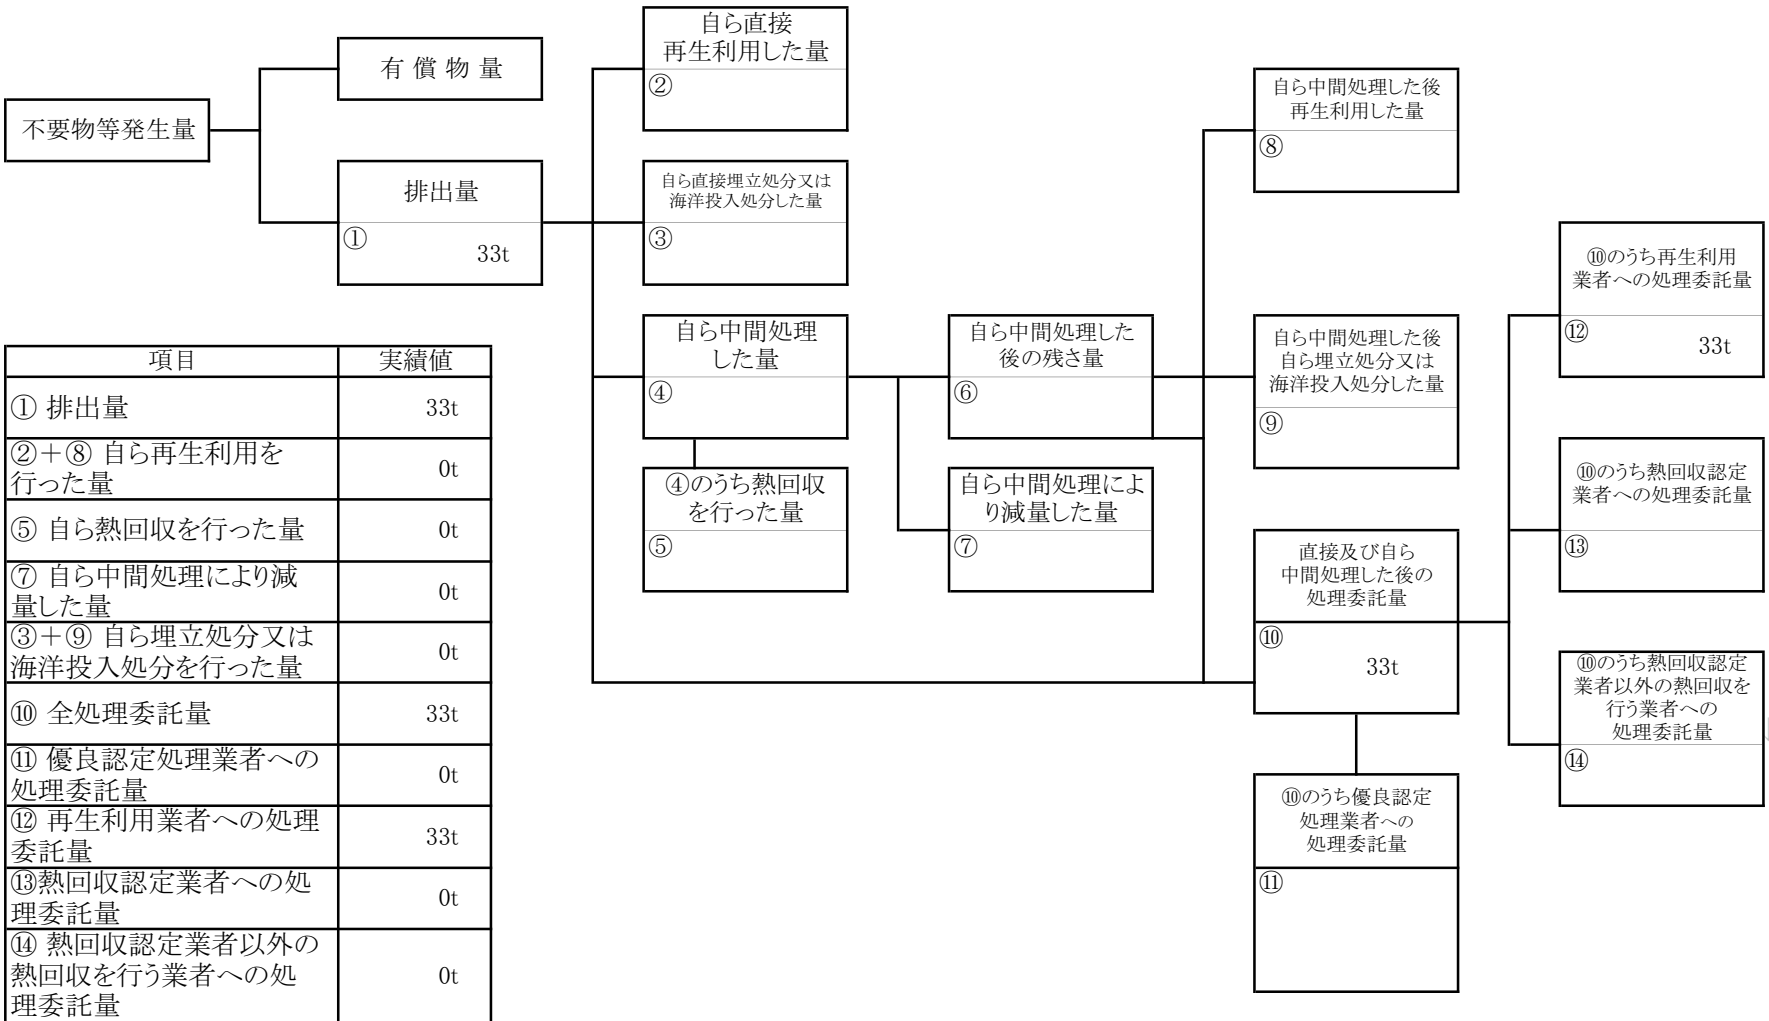 不要物等発生量
有 償 物 量
排出量
①
33t
自ら直接
再生利用した量
②
自ら直接埋立処分又は
海洋投入処分した量
③
自ら中間処理
した量
④
④のうち熱回収
を行った量
⑤
自ら中間処理した
後の残さ量
⑥
自ら中間処理によ
り減量した量
⑦
自ら中間処理した後
再生利用した量
⑧
自ら中間処理した後
自ら埋立処分又は
海洋投入処分した量
⑨
直接及び自ら
中間処理した後の
処理委託量
⑩
33t
⑩のうち優良認定
処理業者への
処理委託量
⑪
⑩のうち再生利用
業者への処理委託量
⑫
33t
⑩のうち熱回収認定
業者への処理委託量
⑬
⑩のうち熱回収認定
業者以外の熱回収を
行う業者への
処理委託量
⑭
項目 実績値
① 排出量 33t
②＋⑧ 自ら再生利用を
行った量 0t
⑤ 自ら熱回収を行った量 0t
⑦ 自ら中間処理により減
量した量 0t
③＋⑨ 自ら埋立処分又は
海洋投入処分を行った量 0t
⑩ 全処理委託量 33t
⑪ 優良認定処理業者への
処理委託量 0t
⑫ 再生利用業者への処理
委託量 33t
⑬熱回収認定業者への処
理委託量 0t
⑭ 熱回収認定業者以外の
熱回収を行う業者への処
理委託量 0t